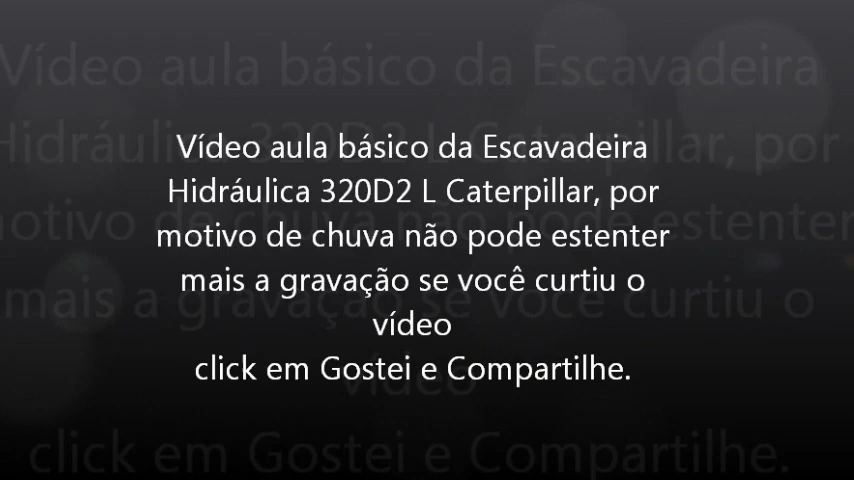 Vídeo aula básico da Escavadeira
Hidráulica 320D2 L Caterpillar, por
motivo de chuva não pode estenter
mais a gravação se você curtiu o
vídeo
click em Gostei e Compartilhe.